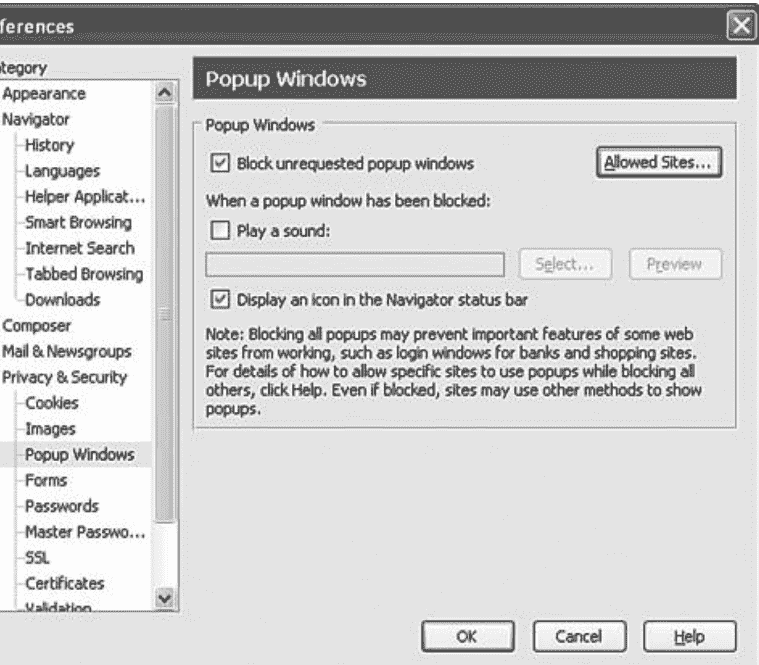 ferences
tegory
Appearance
Navigator
History
Languages
Helper Applicat...
Smart Browsing
Internet Search
Tabbed Browsing
Downloads
Composer
Mail & Newsgroups
Privacy & Security
Cookies
Images
Popup Windows
Forms
Passwords
Master Passwo...
SSL
Certificates
Validation
Popup Windows
Popup Windows
Block unrequested popup windows
Allowed Sites...
When a popup window has been blocked:
Play a sound:
Select...
Preview
Display an icon in the Navigator status bar
Note: Blocking all popups may prevent important features of some web
sites from working, such as login windows for banks and shopping sites.
For details of how to allow specific sites to use popups while blocking all
others, click Help. Even if blocked, sites may use other methods to show
popups.
OK
Cancel
Help